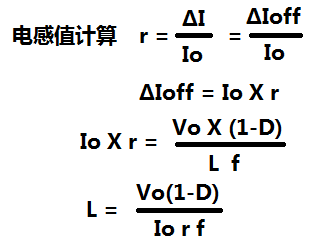 电感值计算 r = ΔI / Io = ΔIoff / Io
ΔIoff = Io X r
Io X r = Vo X (1-D) / L f
L = Vo(1-D) / Io r f